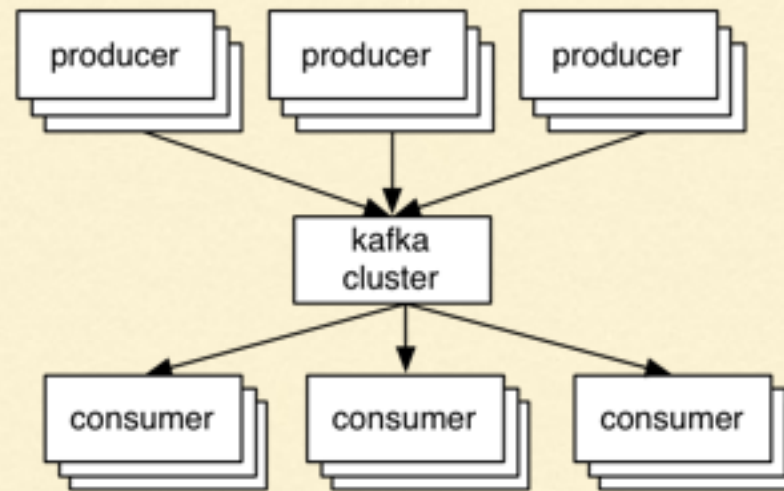 producer
producer
producer
kafka
cluster
consumer
consumer
consumer